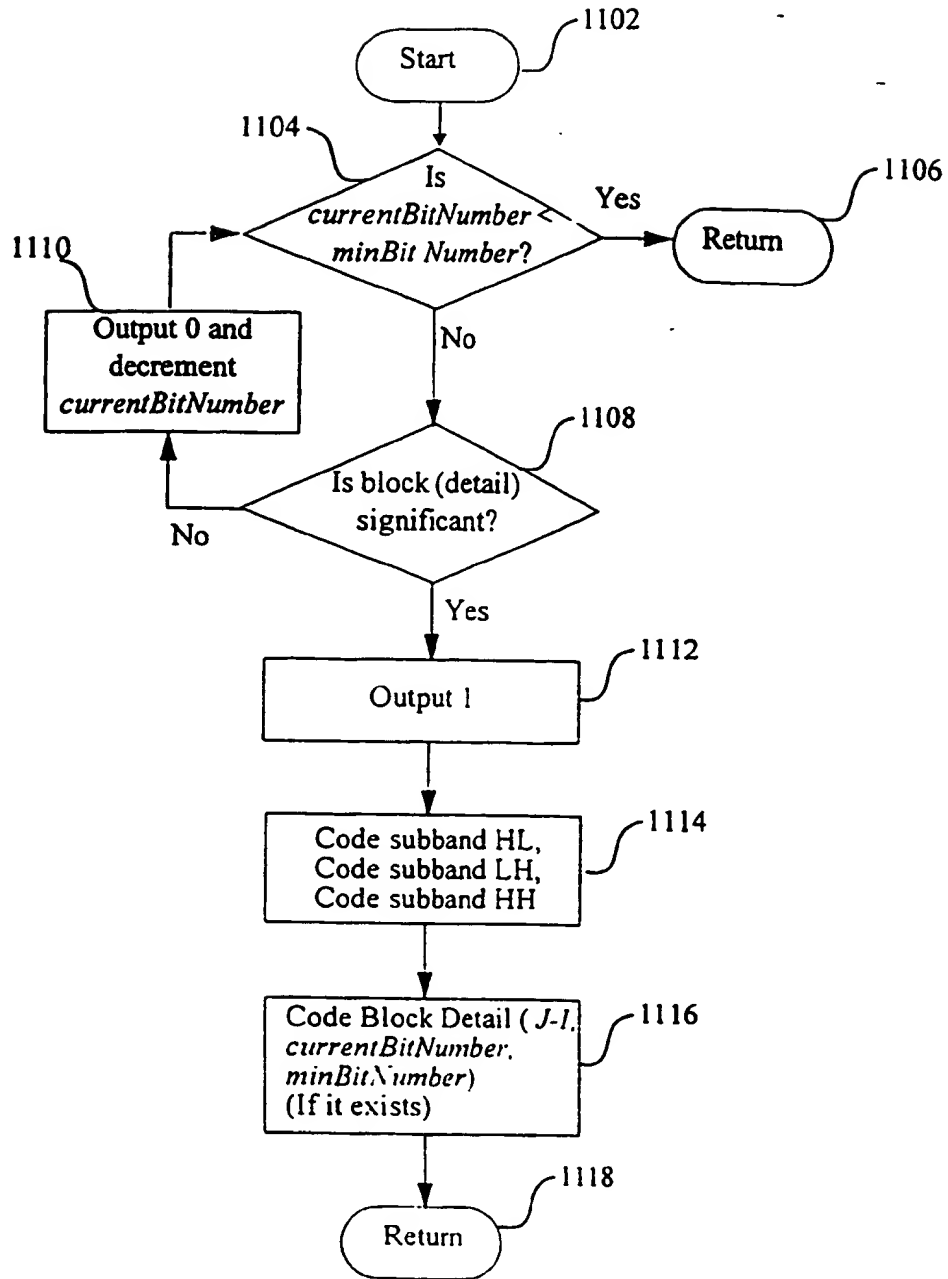 1102
Start
1104
Is
currentBitNumber <
minBit Number?
Yes
1106
Return
1110
Output 0 and
decrement
currentBitNumber
No
1108
Is block (detail)
significant?
No
Yes
1112
Output 1
1114
Code subband HL,
Code subband LH,
Code subband HH
1116
Code Block Detail ( J-1,
currentBitNumber,
minBitNumber)
(If it exists)
1118
Return